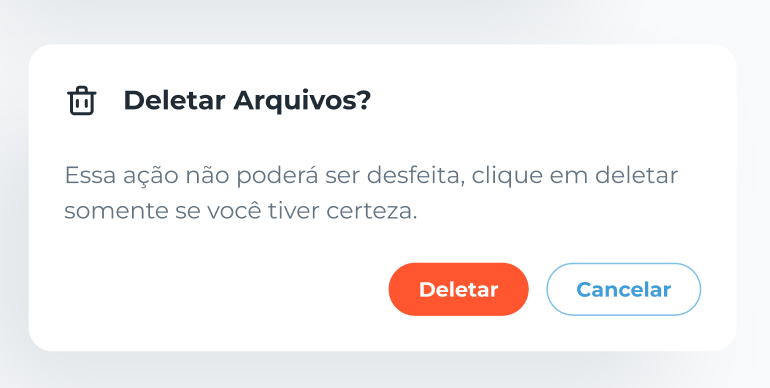 Deletar Arquivos?
Essa ação não poderá ser desfeita, clique em deletar
somente se você tiver certeza.
Deletar
Cancelar